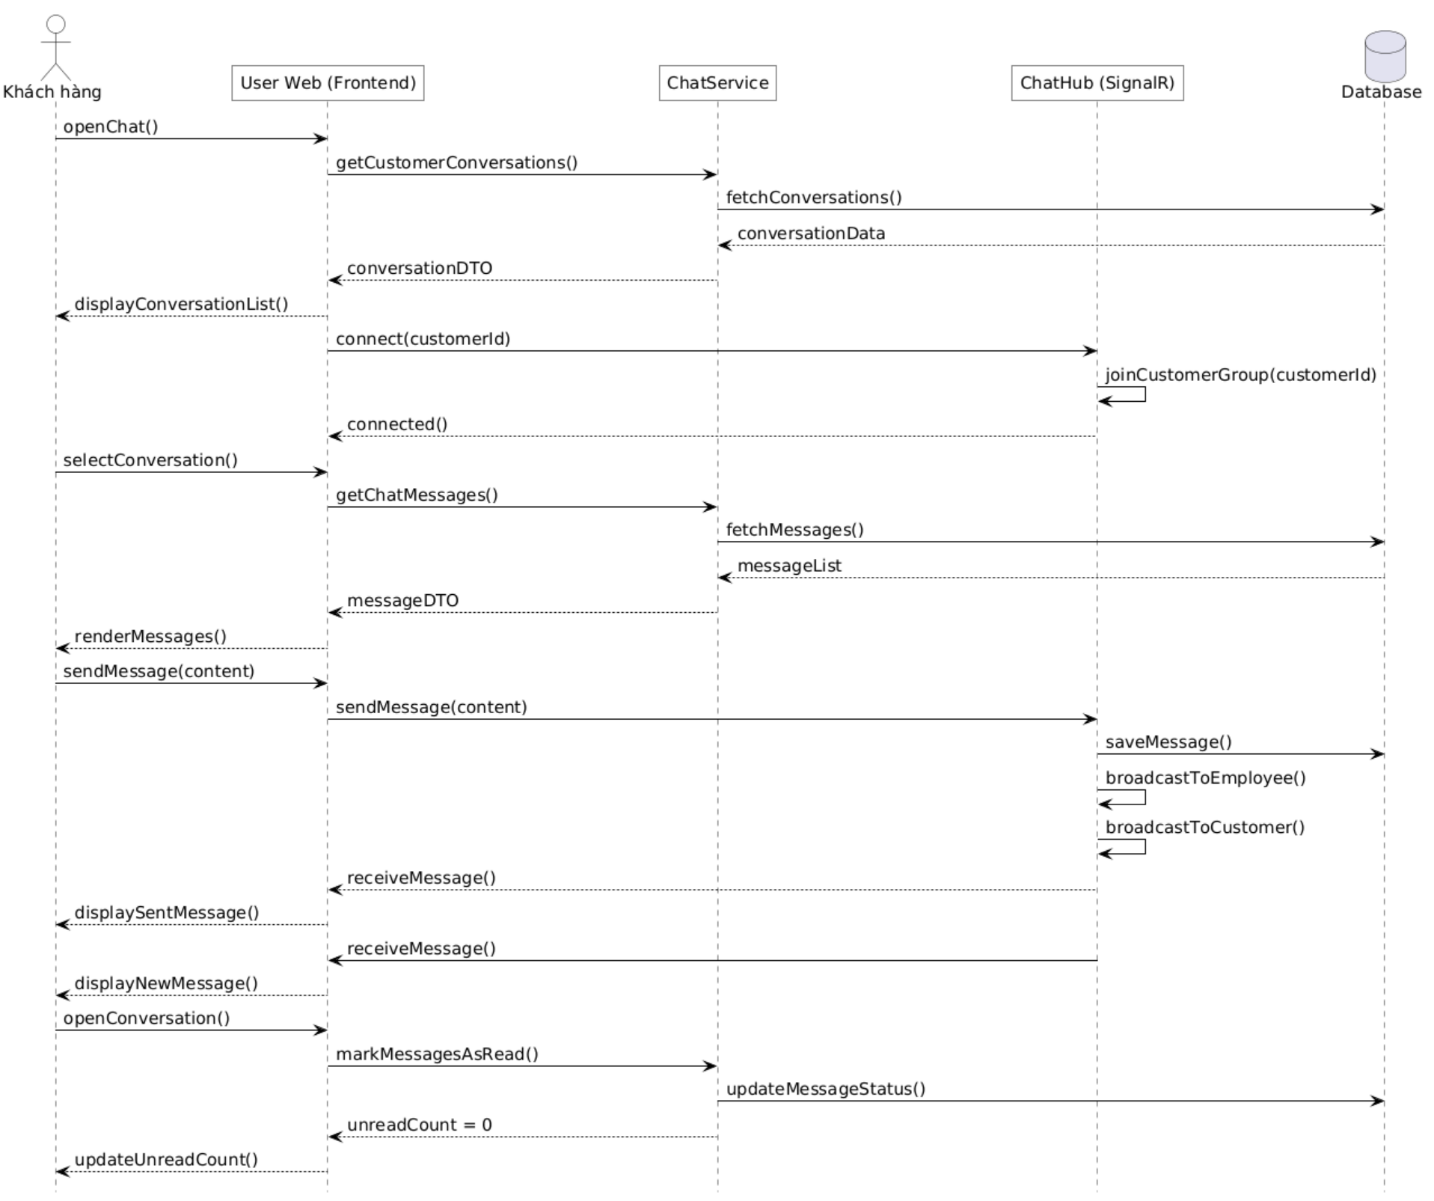 Khách hàng
User Web (Frontend)
ChatService
ChatHub (SignalR)
Database
openChat()
getCustomerConversations()
fetchConversations()
conversationData
conversationDTO
displayConversationList()
connect(customerId)
joinCustomerGroup(customerId)
connected()
selectConversation()
getChatMessages()
fetchMessages()
messageList
messageDTO
renderMessages()
sendMessage(content)
sendMessage(content)
saveMessage()
broadcastToEmployee()
broadcastToCustomer()
receiveMessage()
displaySentMessage()
receiveMessage()
displayNewMessage()
openConversation()
markMessagesAsRead()
updateMessageStatus()
unreadCount = 0
updateUnreadCount()